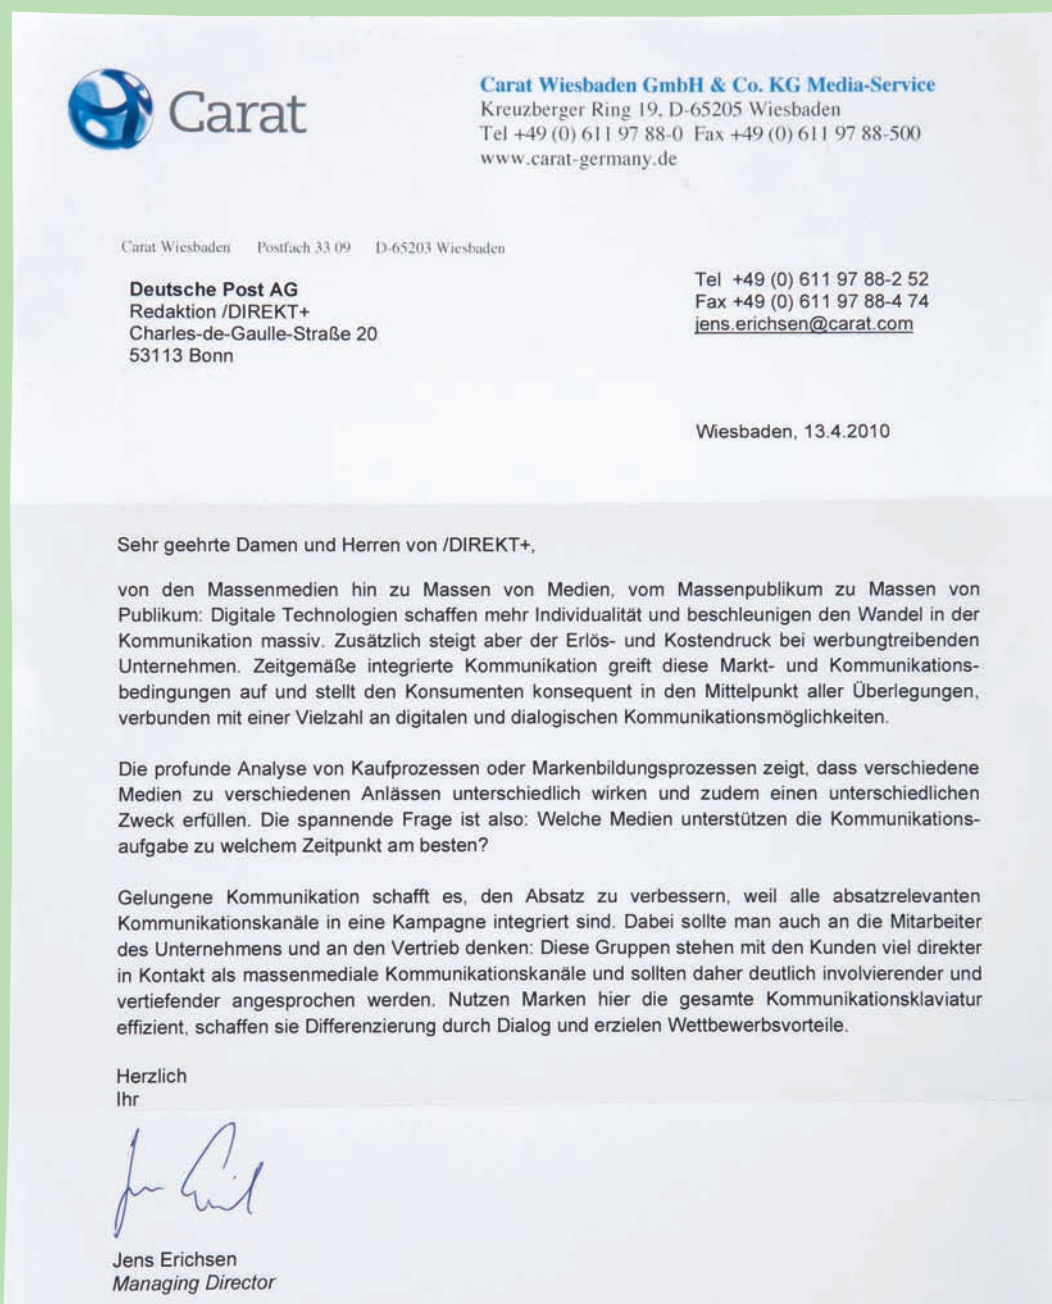 Carat
Carat Wiesbaden GmbH & Co. KG Media-Service
Kreuzberger Ring 19, D-65205 Wiesbaden
Tel +49 (0) 611 97 88-0 Fax +49 (0) 611 97 88-500
www.carat-germany.de
Carat Wiesbaden Postfach 33 09 D-65203 Wiesbaden
Deutsche Post AG
Redaktion /DIREKT+
Charles-de-Gaulle-Straße 20
53113 Bonn
Tel +49 (0) 611 97 88-2 52
Fax +49 (0) 611 97 88-4 74
jens.erichsen@carat.com
Wiesbaden, 13.4.2010
Sehr geehrte Damen und Herren von /DIREKT+,
von den Massenmedien hin zu Massen von Medien, vom Massenpublikum zu Massen von
Publikum: Digitale Technologien schaffen mehr Individualität und beschleunigen den Wandel in der
Kommunikation massiv. Zusätzlich steigt aber der Erlös- und Kostendruck bei werbungtreibenden
Unternehmen. Zeitgemäße integrierte Kommunikation greift diese Markt- und Kommunikations-
bedingungen auf und stellt den Konsumenten konsequent in den Mittelpunkt aller Überlegungen,
verbunden mit einer Vielzahl an digitalen und dialogischen Kommunikationsmöglichkeiten.
Die profunde Analyse von Kaufprozessen oder Markenbildungsprozessen zeigt, dass verschiedene
Medien zu verschiedenen Anlässen unterschiedlich wirken und zudem einen unterschiedlichen
Zweck erfüllen. Die spannende Frage ist also: Welche Medien unterstützen die Kommunikations-
aufgabe zu welchem Zeitpunkt am besten?
Gelungene Kommunikation schafft es, den Absatz zu verbessern, weil alle absatzrelevanten
Kommunikationskanäle in eine Kampagne integriert sind. Dabei sollte man auch an die Mitarbeiter
des Unternehmens und an den Vertrieb denken: Diese Gruppen stehen mit den Kunden viel direkter
in Kontakt als massenmediale Kommunikationskanäle und sollten daher deutlich involvierender und
vertiefender angesprochen werden. Nutzen Marken hier die gesamte Kommunikationsklaviatur
effizient, schaffen sie Differenzierung durch Dialog und erzielen Wettbewerbsvorteile.
Herzlich
Ihr
Jens Erichsen
Managing Director